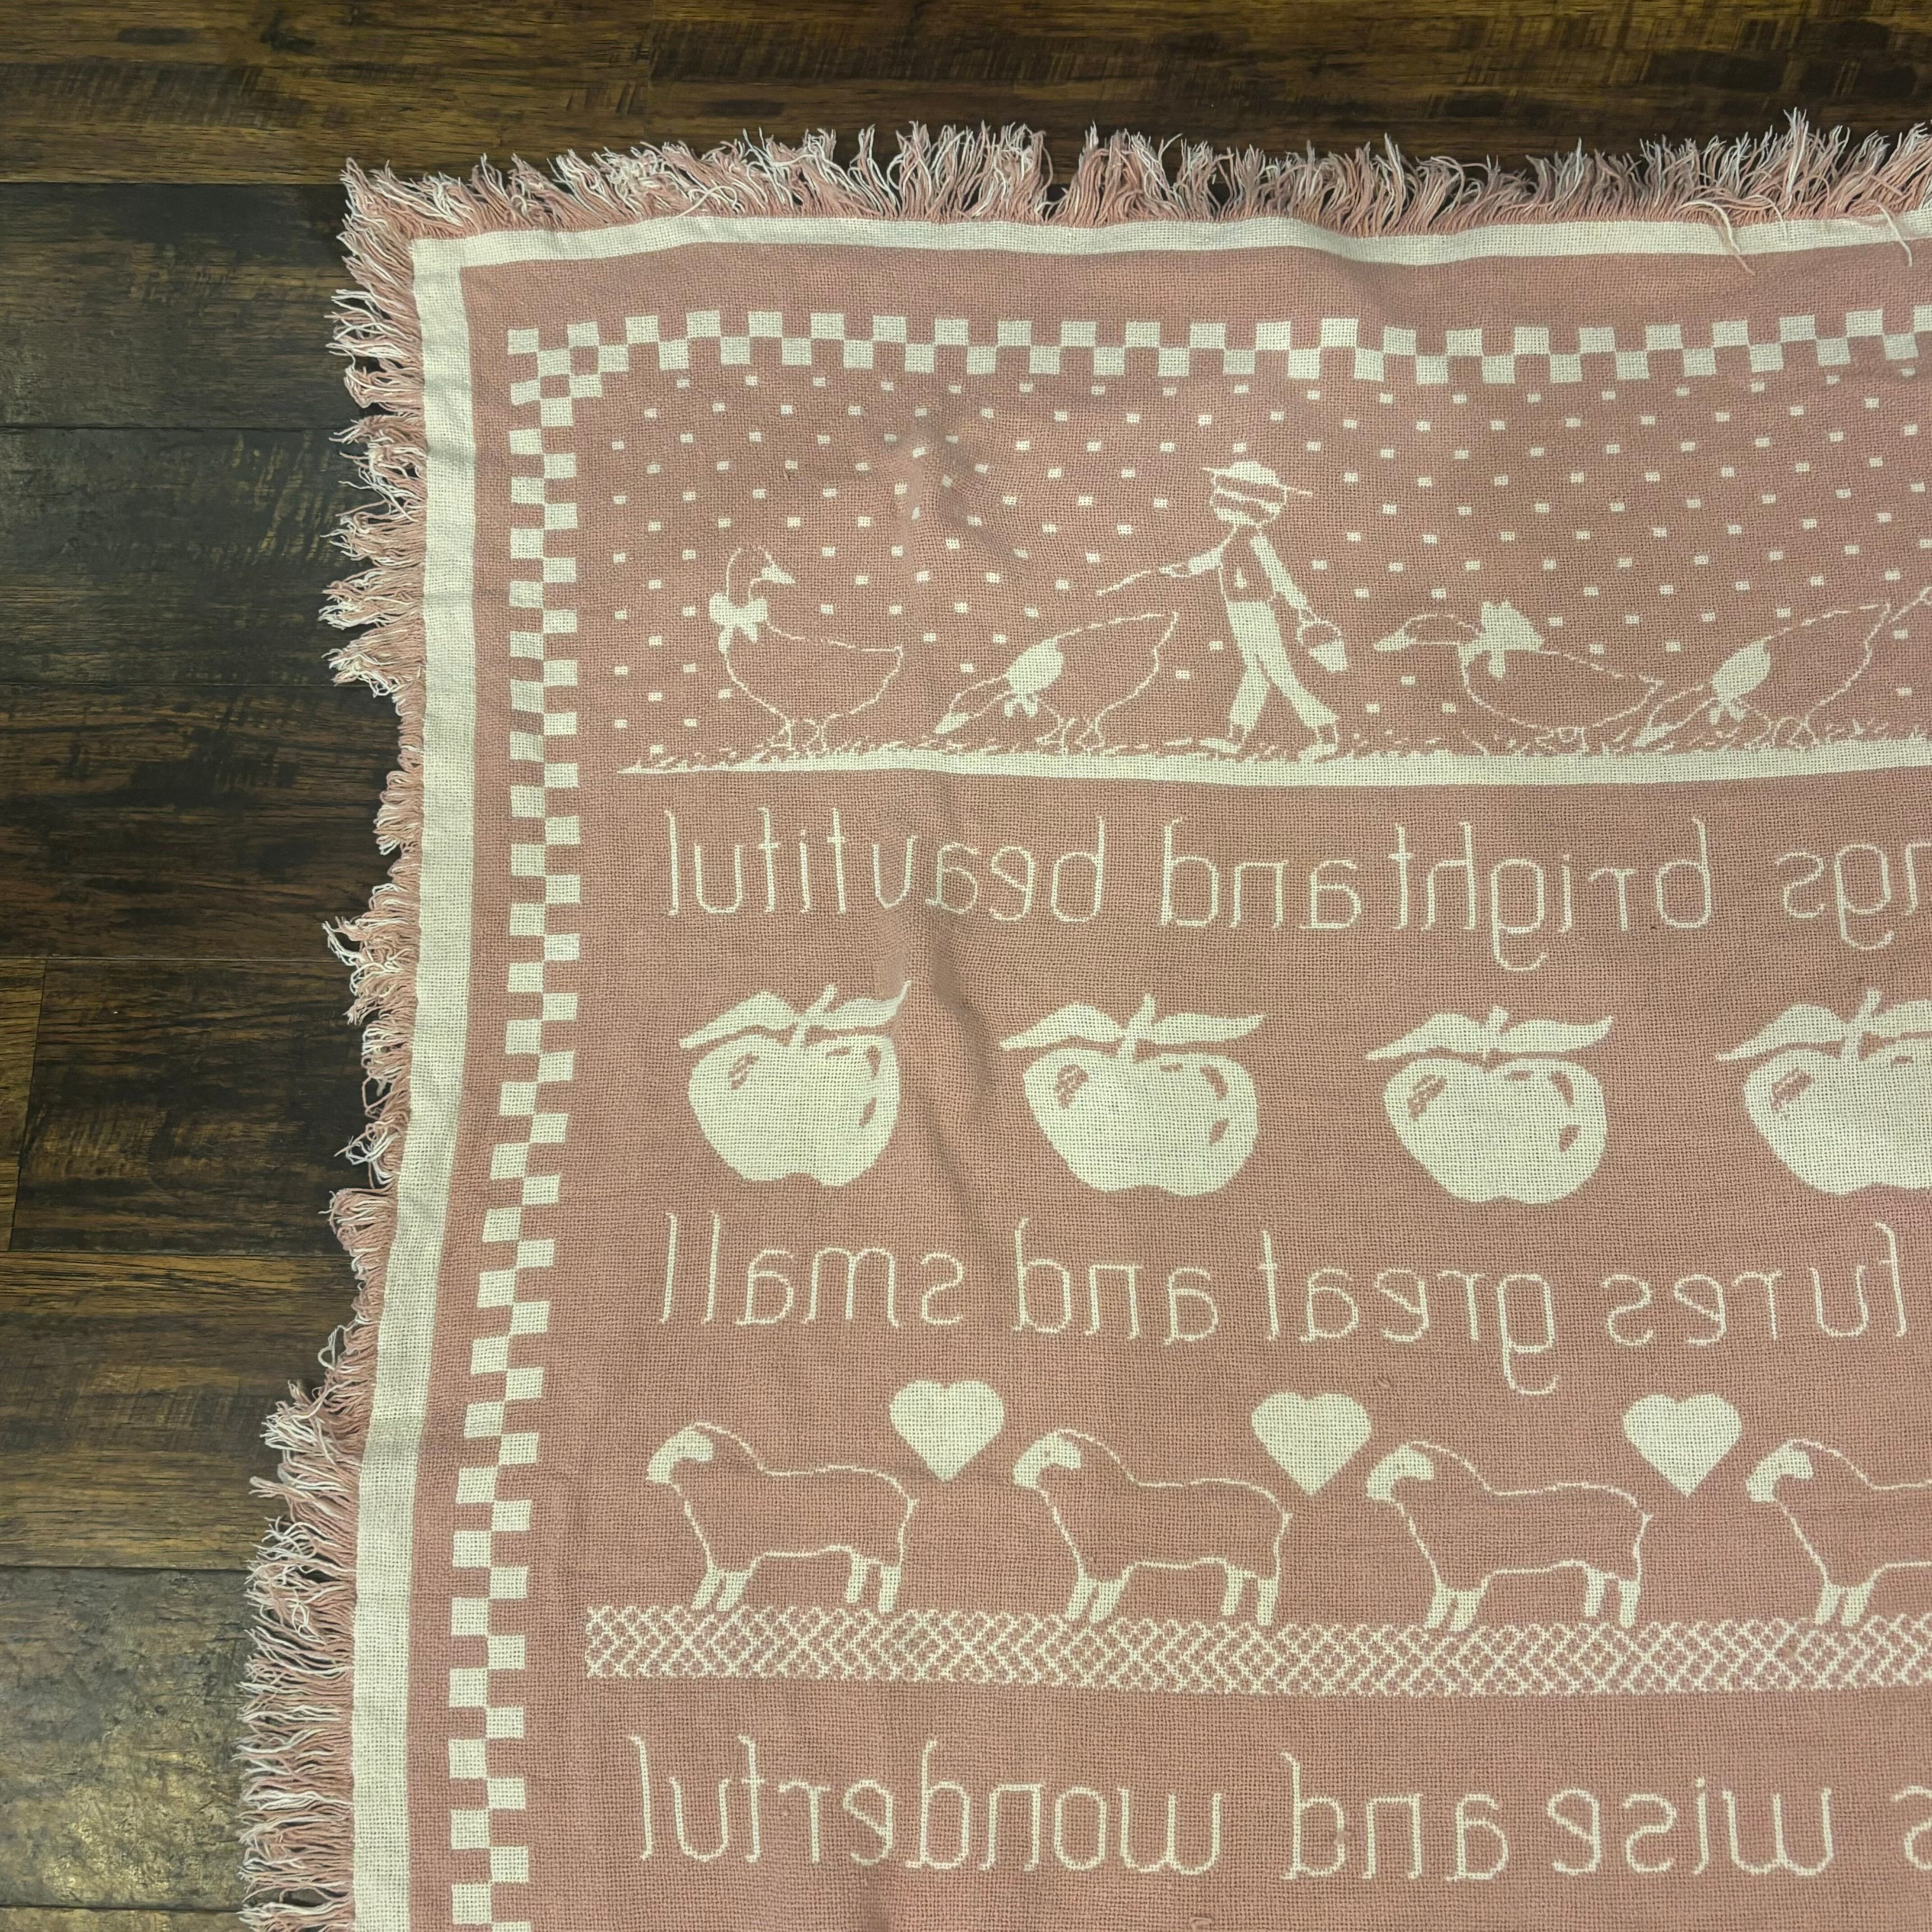 ngs bright and beautiful
tures great and small
s wise and wonderful